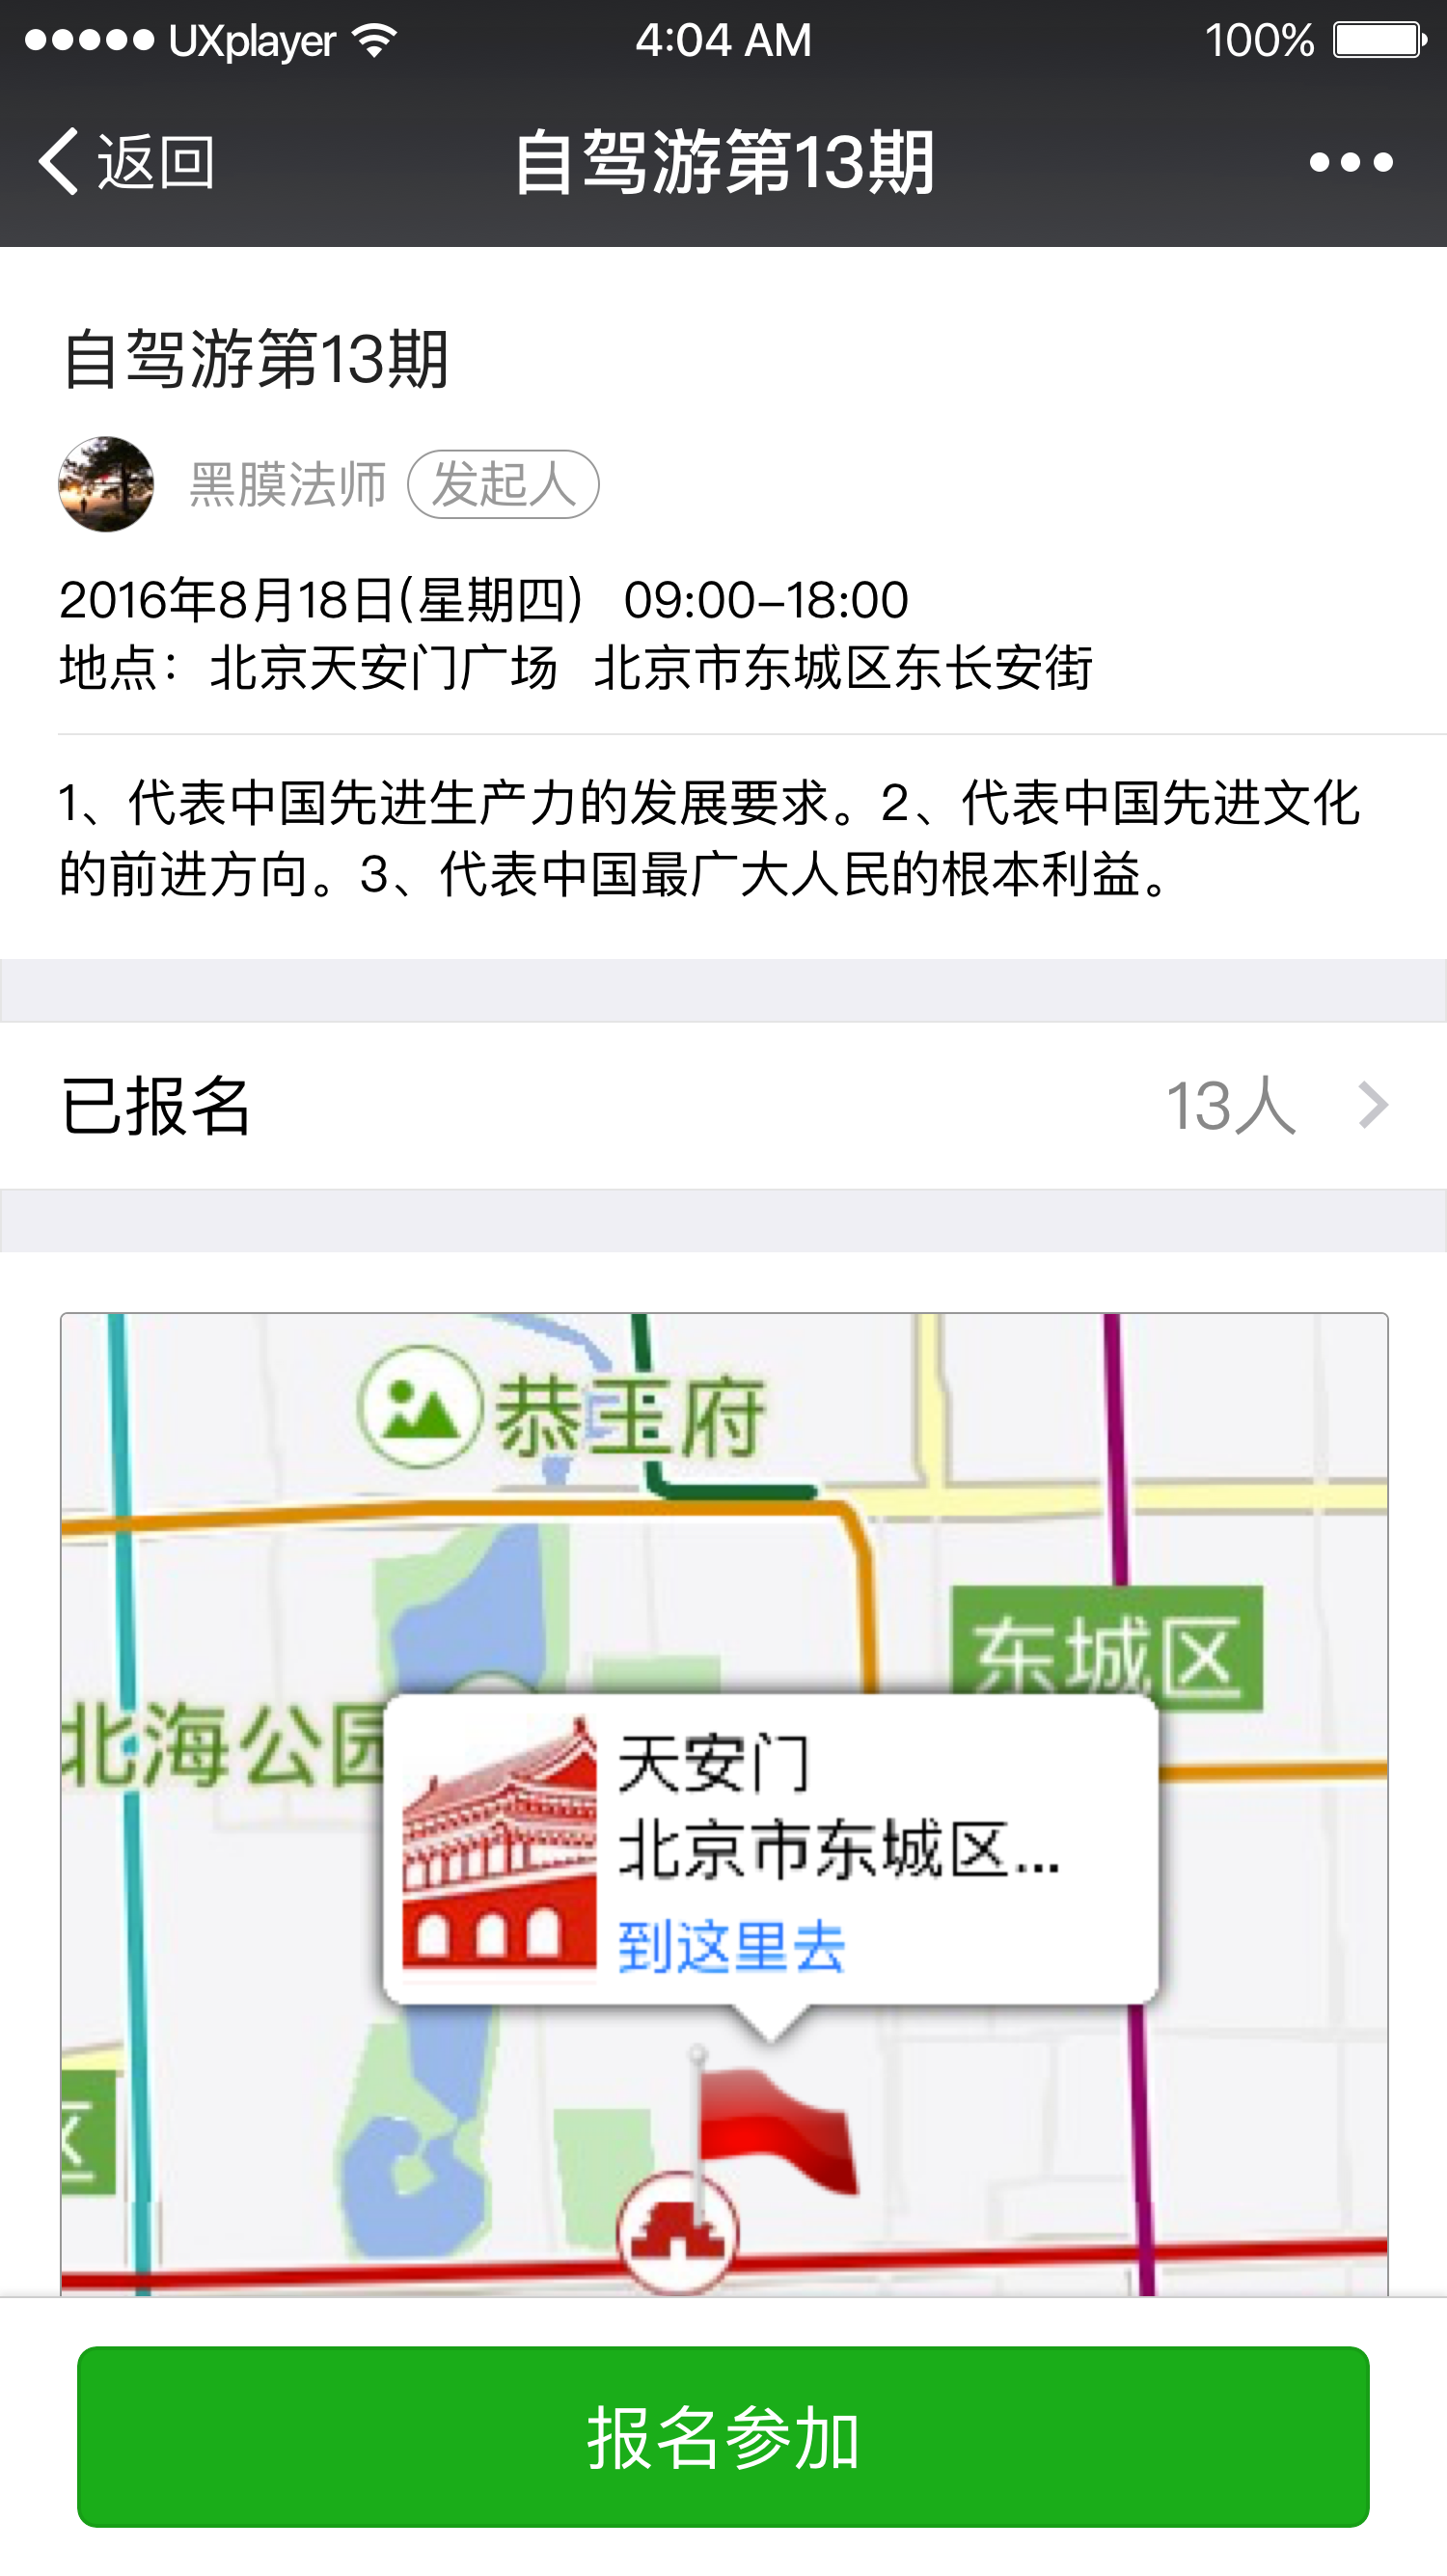 UXplayer 4:04 AM 100%
返回 自驾游第13期
自驾游第13期
黑膜法师 发起人
2016年8月18日(星期四) 09:00–18:00
地点：北京天安门广场 北京市东城区东长安街
1、代表中国先进生产力的发展要求。2、代表中国先进文化
的前进方向。3、代表中国最广大人民的根本利益。
已报名 13人
恭王府
东城区
北海公园
天安门
北京市东城区...
到这里去
区
报名参加